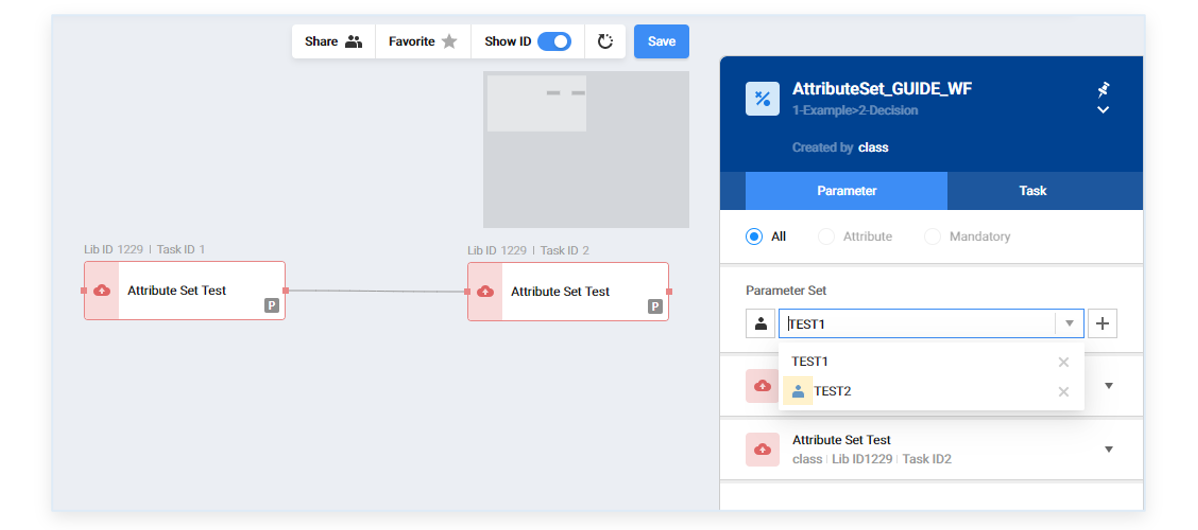 Share
Favorite
Show ID
Save
AttributeSet_GUIDE_WF
1-Example>2-Decision
Created by class
Parameter
Task
All
Attribute
Mandatory
Lib ID 1229 | Task ID 1
Attribute Set Test
P
Lib ID 1229 | Task ID 2
Attribute Set Test
P
Parameter Set
TEST1
TEST1
TEST2
Attribute Set Test
class | Lib ID1229 | Task ID2